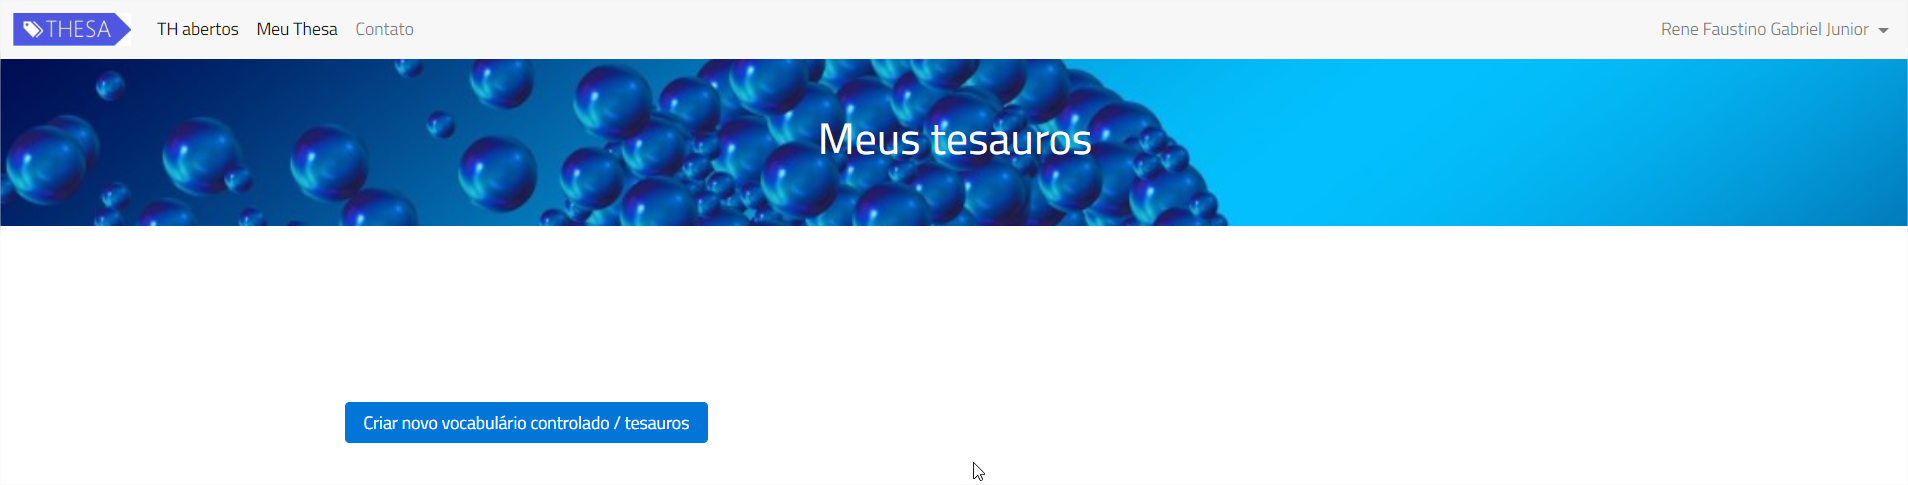 THESA
TH abertos
Meu Thesa
Contato
Rene Faustino Gabriel Junior
Meus tesauros
Criar novo vocabulário controlado / tesauros